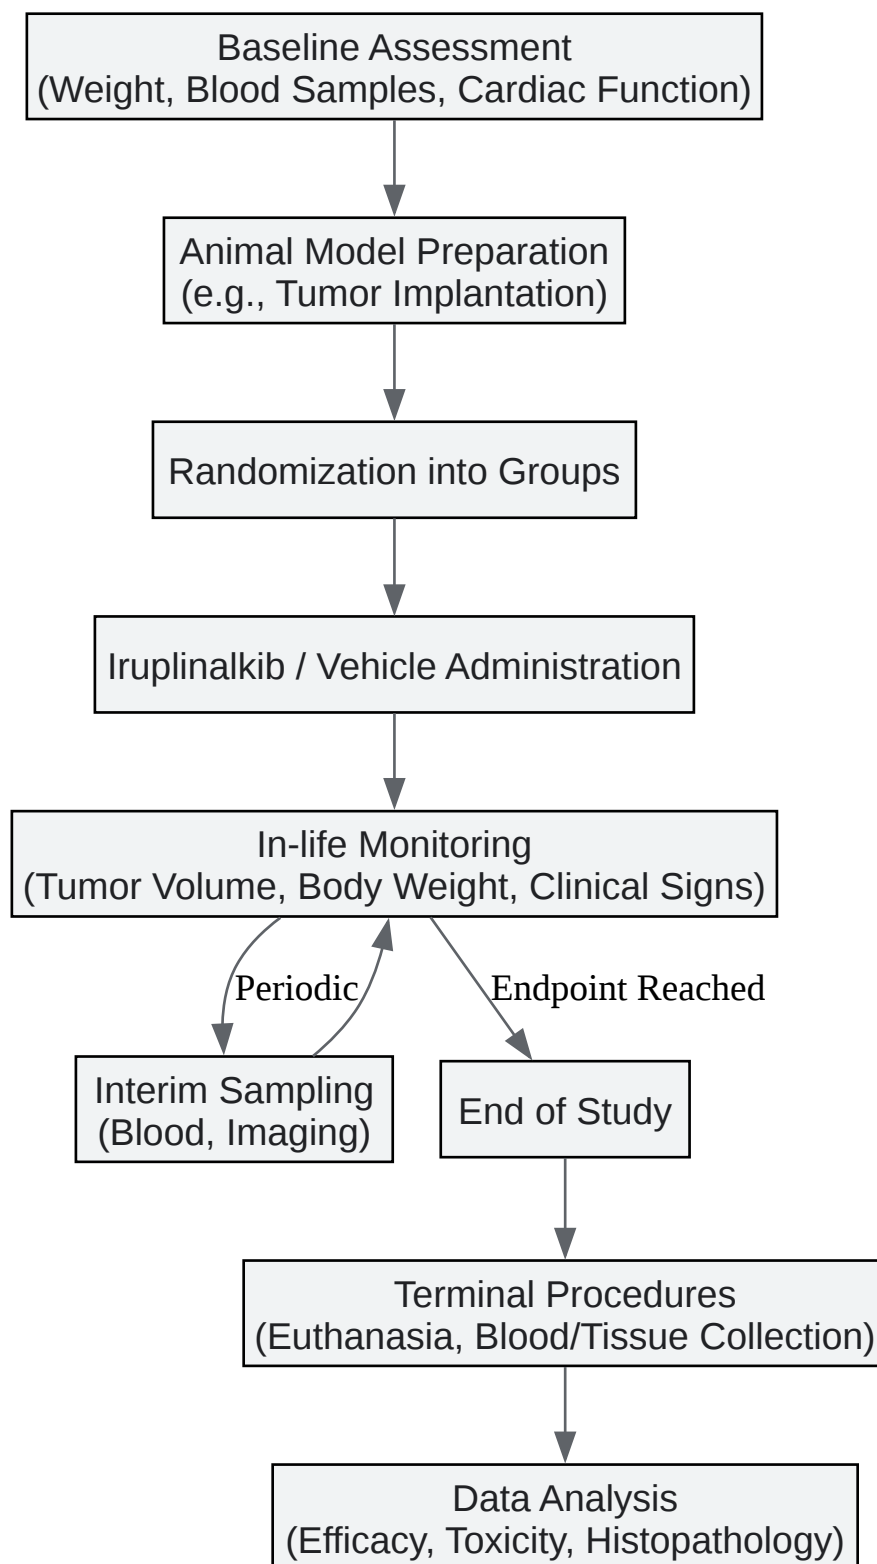 Baseline Assessment
(Weight, Blood Samples, Cardiac Function)
Animal Model Preparation
(e.g., Tumor Implantation)
Randomization into Groups
Iruplinalkib / Vehicle Administration
In-life Monitoring
(Tumor Volume, Body Weight, Clinical Signs)
Periodic
Endpoint Reached
Interim Sampling
(Blood, Imaging)
End of Study
Terminal Procedures
(Euthanasia, Blood/Tissue Collection)
Data Analysis
(Efficacy, Toxicity, Histopathology)